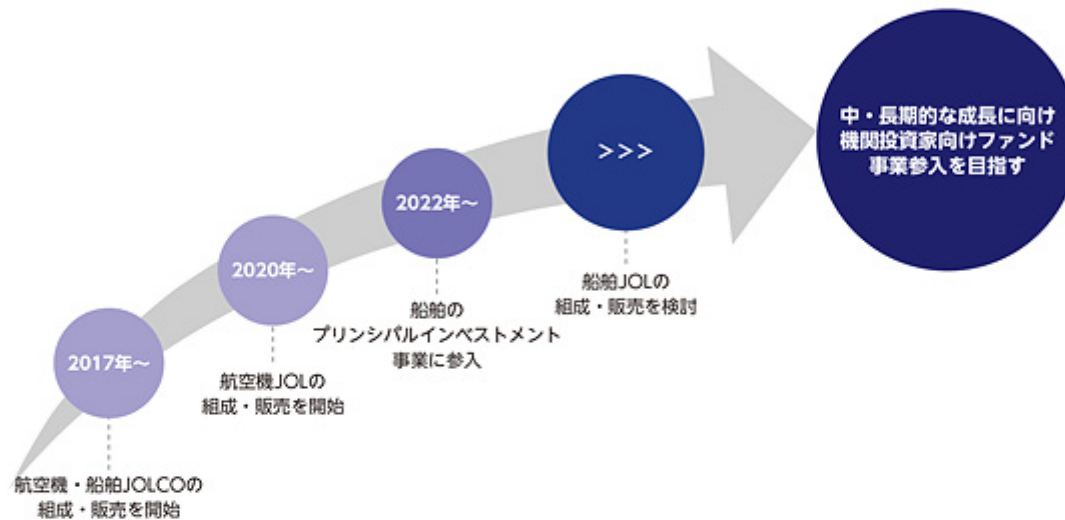 2017年～
航空機・船舶JOLCOの
組成・販売を開始
2020年～
航空機JOLの
組成・販売を開始
2022年～
船舶の
プリンシパルインベストメント
事業に参入
>>>
船舶JOLの
組成・販売を検討
中・長期的な成長に向け
機関投資家向けファンド
事業参入を目指す